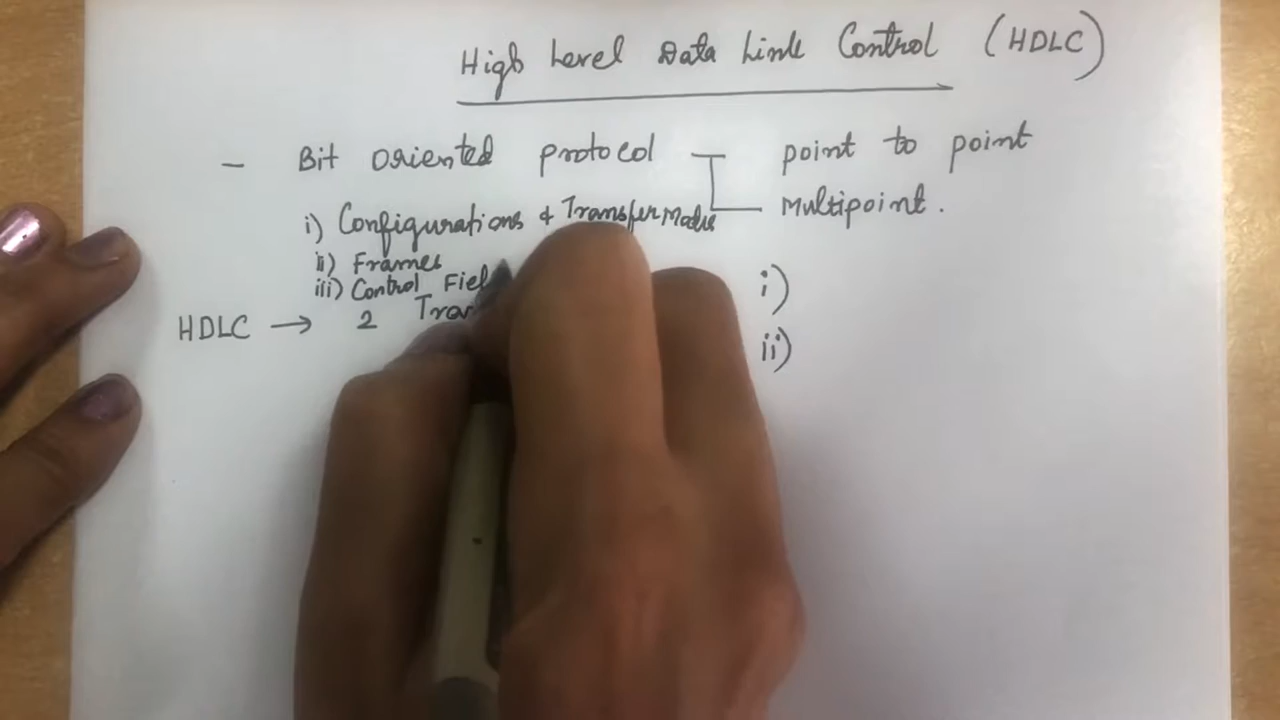 High Level Data Link Control (HDLC)
- Bit oriented protocol point to point
Multipoint.
i) Configurations & Transfer Modes
ii) Frames
iii) Control
HDLC → 2
i)
ii)